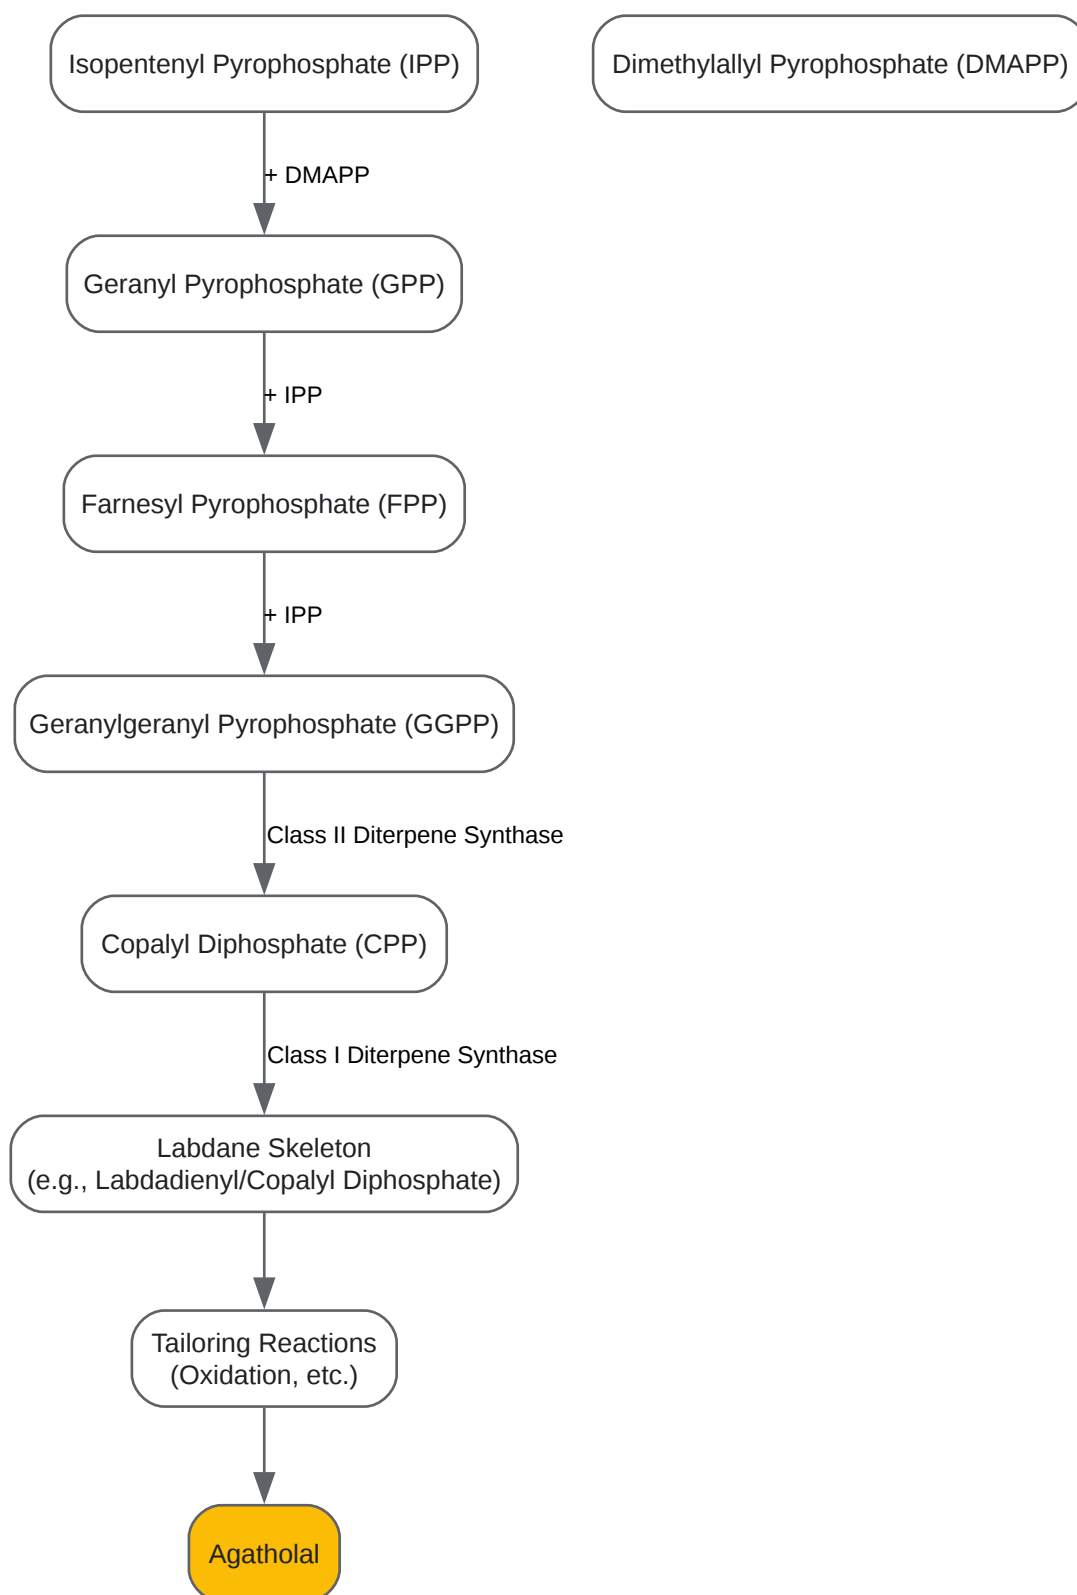 Isopentenyl Pyrophosphate (IPP)
Dimethylallyl Pyrophosphate (DMAPP)
+ DMAPP
Geranyl Pyrophosphate (GPP)
+ IPP
Farnesyl Pyrophosphate (FPP)
+ IPP
Geranylgeranyl Pyrophosphate (GGPP)
Class II Diterpene Synthase
Copalyl Diphosphate (CPP)
Class I Diterpene Synthase
Labdane Skeleton
(e.g., Labdadienyl/Copalyl Diphosphate)
Tailoring Reactions
(Oxidation, etc.)
Agatholal